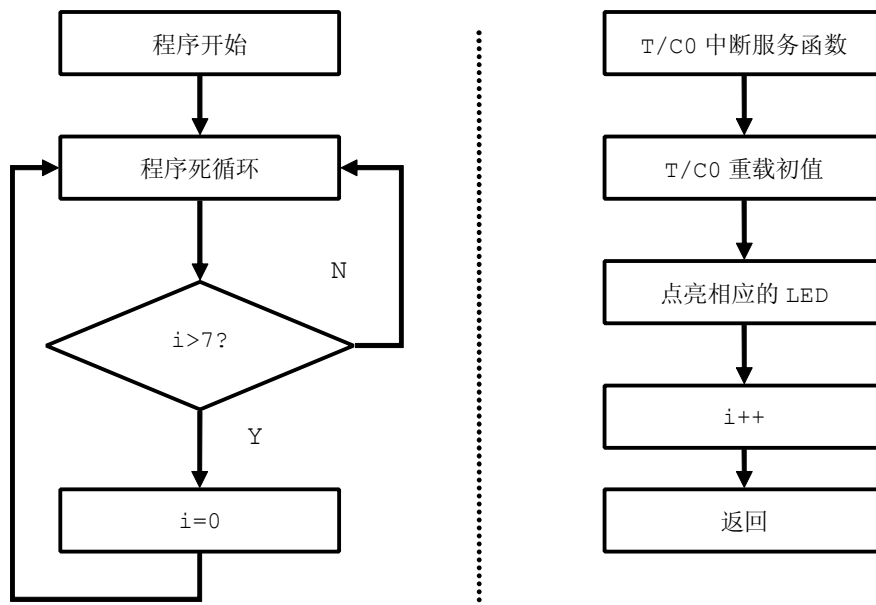 程序开始
程序死循环
N
i>7?
Y
i=0
T/C0 中断服务函数
T/C0 重载初值
点亮相应的 LED
i++
返回